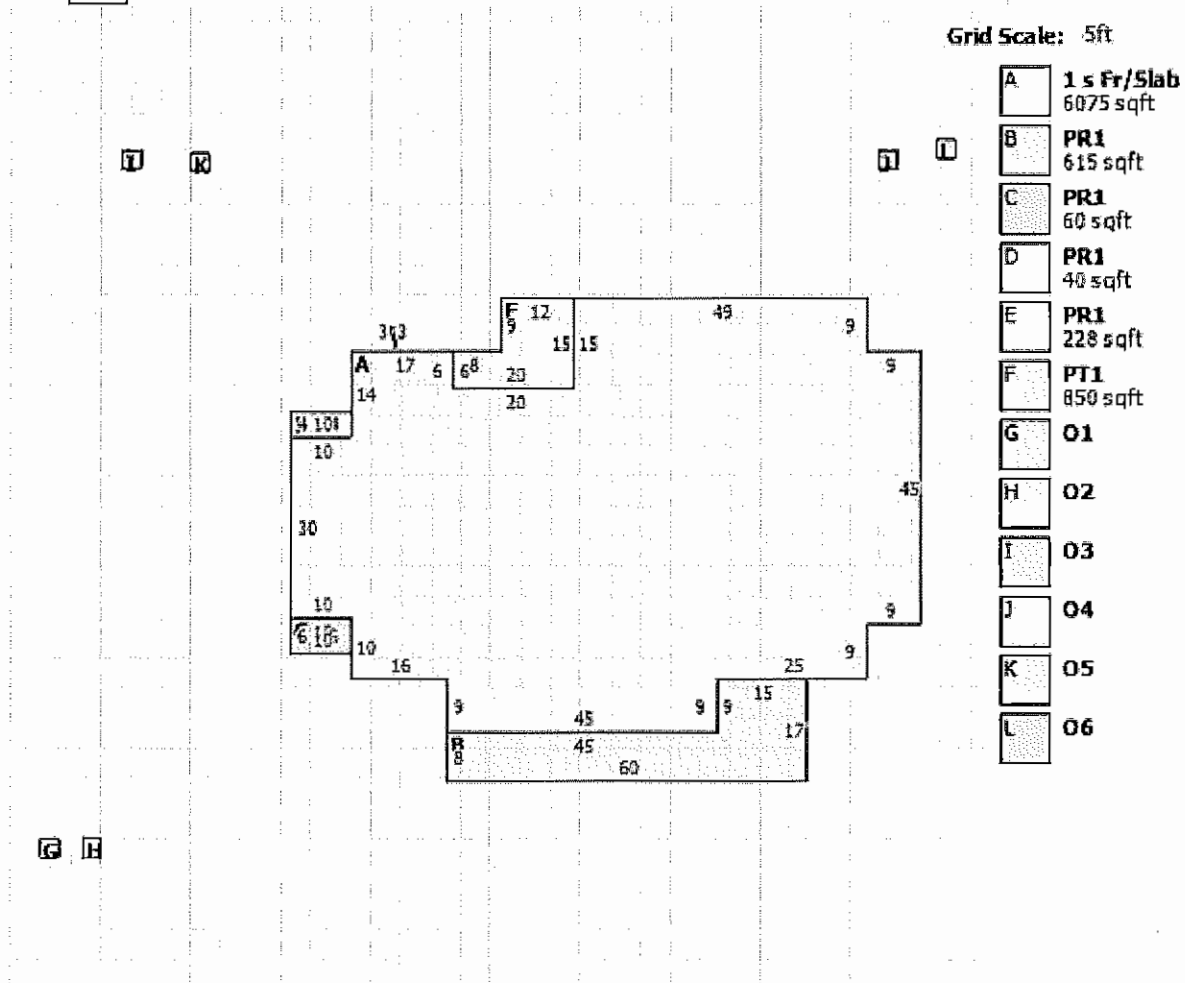 Grid Scale: 5ft
A 1 s Fr/Slab
6075 sqft
B PR1
615 sqft
C PR1
60 sqft
D PR1
40 sqft
E PR1
228 sqft
F PT1
850 sqft
G O1
H O2
I O3
J O4
K O5
L O6
I K J L
12 49
9 9
15 15
A 17 6 6 8 9
20
14 20
10
10
30
45
10 9
10
9
16 25
15
9 45 9 9
B 45 17
8
60
G H